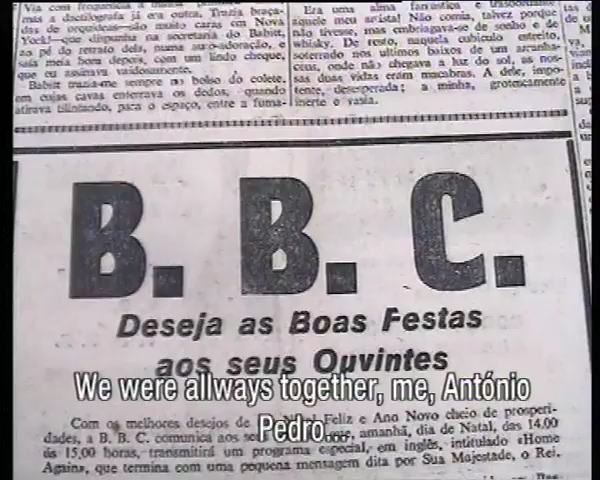 Via com frequência a
mas a dactilógrafa já era outra. Trazia braça-
das de orquídeas—são muito caras em Nova
Yock!—que dispunha na secretaria do Babitt,
ao pé do retrato dele, numa auto-adoração, e
saía meia hora depois, com um lindo cheque,
que eu assinava vaidosamente.
Babitt trazia-me sempre no bolso do colete,
em cujas cavas enterrava os dedos, quando
atirava tilintando, para o espaço, entre a fuma-
Era uma alma fantástica e
aquele meu artista! Não comia, talvez porque
não tivesse, mas embriagava-se de sonho e de
whisky. De resto, naquele cubículo estreito,
soterrado nos últimos baixos de um arranha-
céus, onde não chegava a luz do sol, as nos-
sas duas vidas eram macabras. A dele, impo-
tente, desesperada; a minha, grotescamente
inerte e vasia.
B. B. C.
Deseja as Boas Festas
aos seus Ouvintes
We were allways together, me, António
Pedro...
Com os melhores desejos de Natal Feliz e Ano Novo cheio de prosperi-
dades, a B. B. C. comunica aos amanhã, dia de Natal, das 14,00
às 15,00 horas, transmitirá um programa especial, em inglês, intitulado «Home
Again», que termina com uma pequena mensagem dita por Sua Majestade, o Rei.